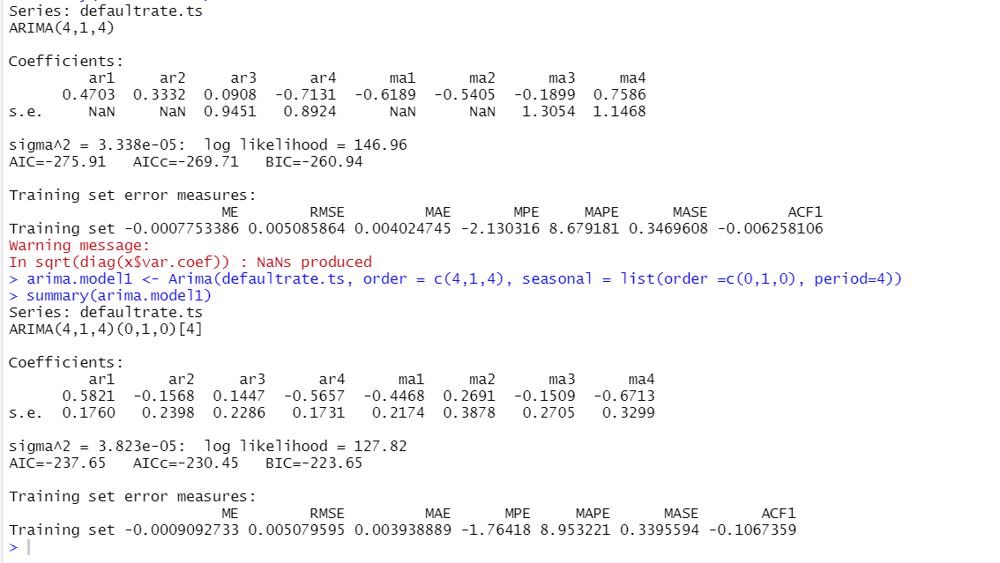 Series: defaultrate.ts
ARIMA(4,1,4)
Coefficients:
ar1 ar2 ar3 ar4 ma1 ma2 ma3 ma4
0.4703 0.3332 0.0908 -0.7131 -0.6189 -0.5405 -0.1899 0.7586
s.e. NaN NaN 0.9451 0.8924 NaN NaN 1.3054 1.1468
sigma^2 = 3.338e-05: log likelihood = 146.96
AIC=-275.91 AICc=-269.71 BIC=-260.94
Training set error measures:
ME RMSE MAE MPE MAPE MASE ACF1
Training set -0.0007753386 0.005085864 0.004024745 -2.130316 8.679181 0.3469608 -0.006258106
Warning message:
In sqrt(diag(x$var.coef)) : NaNs produced
> arima.model1 <- Arima(defaultrate.ts, order = c(4,1,4), seasonal = list(order =c(0,1,0), period=4))
> summary(arima.model1)
Series: defaultrate.ts
ARIMA(4,1,4)(0,1,0)[4]
Coefficients:
ar1 ar2 ar3 ar4 ma1 ma2 ma3 ma4
0.5821 -0.1568 0.1447 -0.5657 -0.4468 0.2691 -0.1509 -0.6713
s.e. 0.1760 0.2398 0.2286 0.1731 0.2174 0.3878 0.2705 0.3299
sigma^2 = 3.823e-05: log likelihood = 127.82
AIC=-237.65 AICc=-230.45 BIC=-223.65
Training set error measures:
ME RMSE MAE MPE MAPE MASE ACF1
Training set -0.0009092733 0.005079595 0.003938889 -1.76418 8.953221 0.3395594 -0.1067359
>